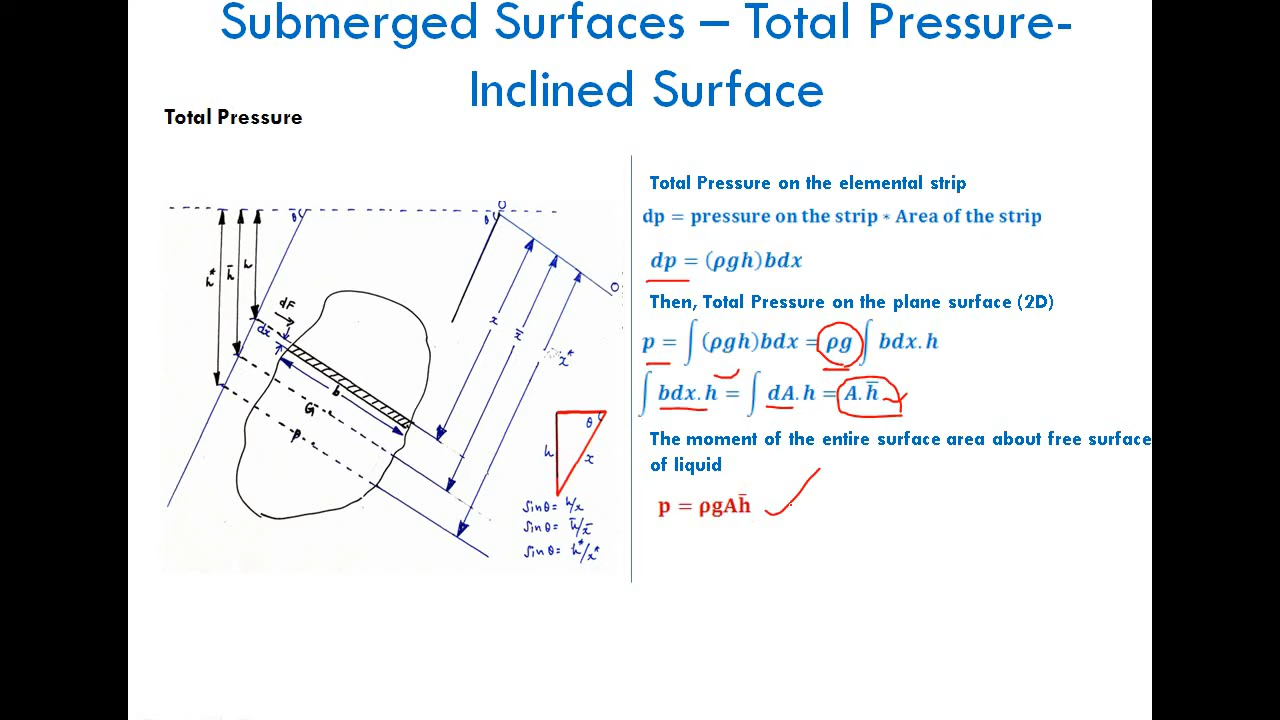 Submerged Surfaces – Total Pressure-
Inclined Surface
Total Pressure
Total Pressure on the elemental strip
dp = pressure on the strip * Area of the strip
dp = (ρgh)bdx
Then, Total Pressure on the plane surface (2D)
p = ∫ (ρgh)bdx = ρg ∫ bdx.h
∫ bdx.h = ∫ dA.h = A.h̄
The moment of the entire surface area about free surface
of liquid
p = ρgAh̄
θ
θ
O
O
h*
h̄
h
dF
dx
b
G
P
x
x̄
x*
θ
h
x
Sinθ = h/x
Sinθ = h̄/x̄
Sinθ = h*/x*